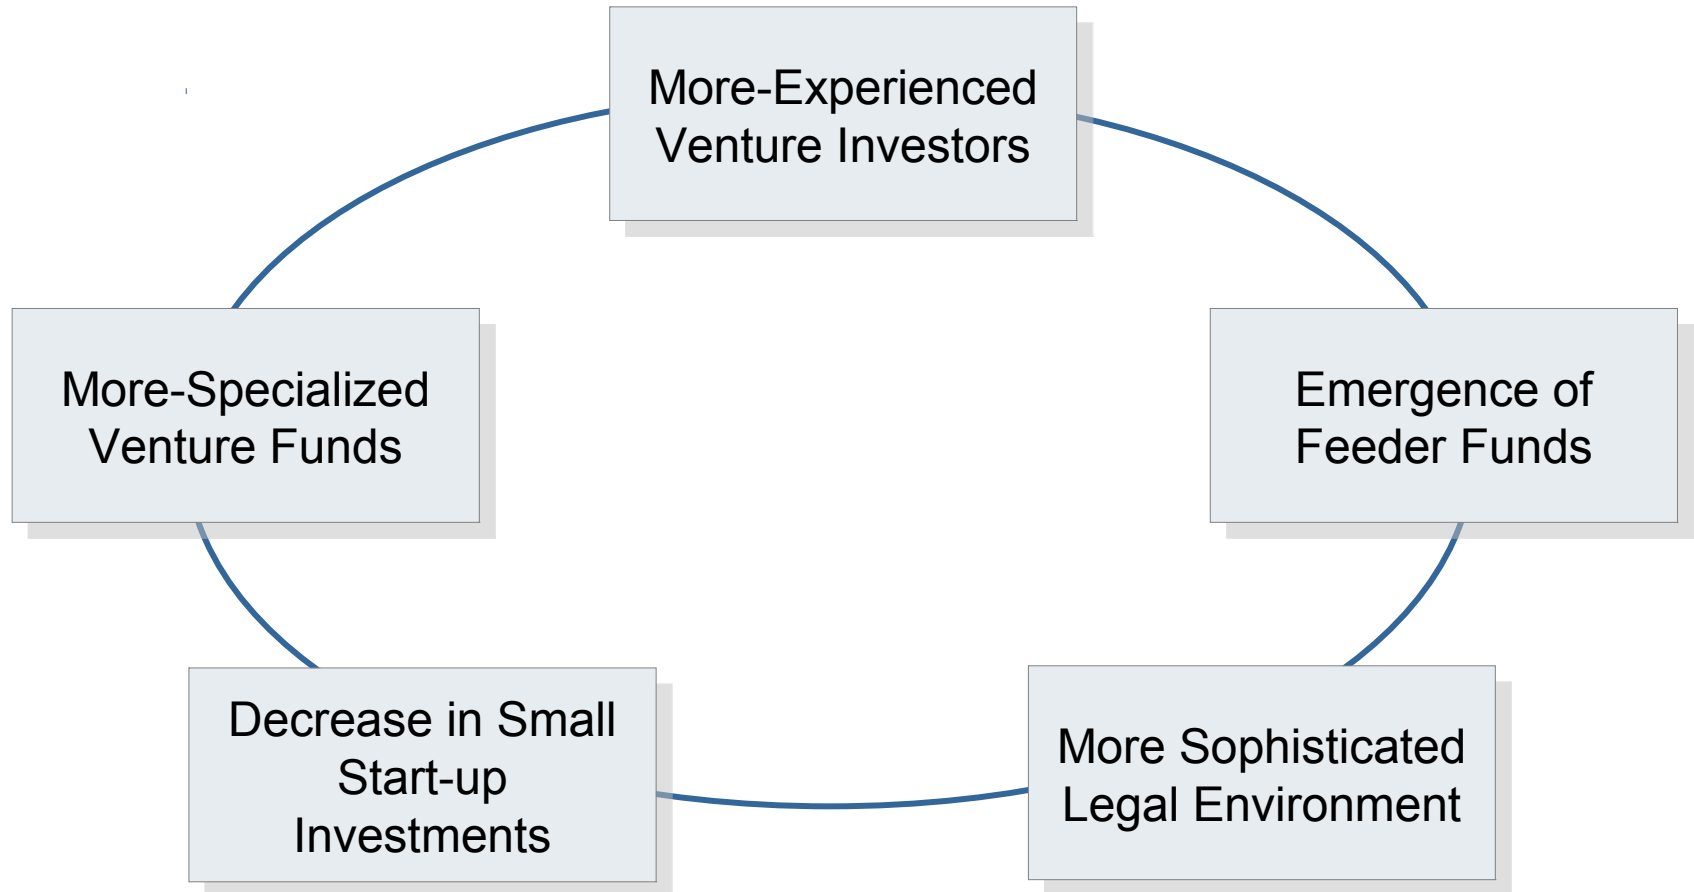 More-Experienced
Venture Investors
More-Specialized
Venture Funds
Emergence of
Feeder Funds
Decrease in Small
Start-up
Investments
More Sophisticated
Legal Environment